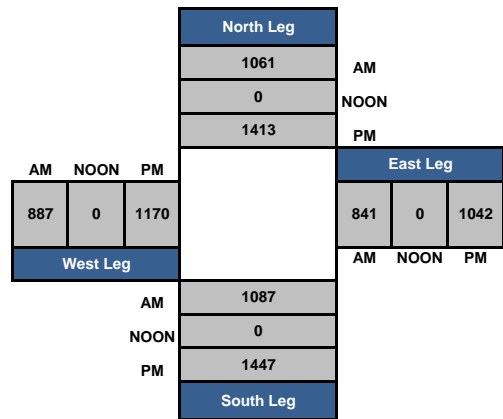 North Leg
1061 AM
0 NOON
1413 PM
AM NOON PM
East Leg
887 0 1170
841 0 1042
West Leg
AM NOON PM
AM 1087
NOON 0
PM 1447
South Leg